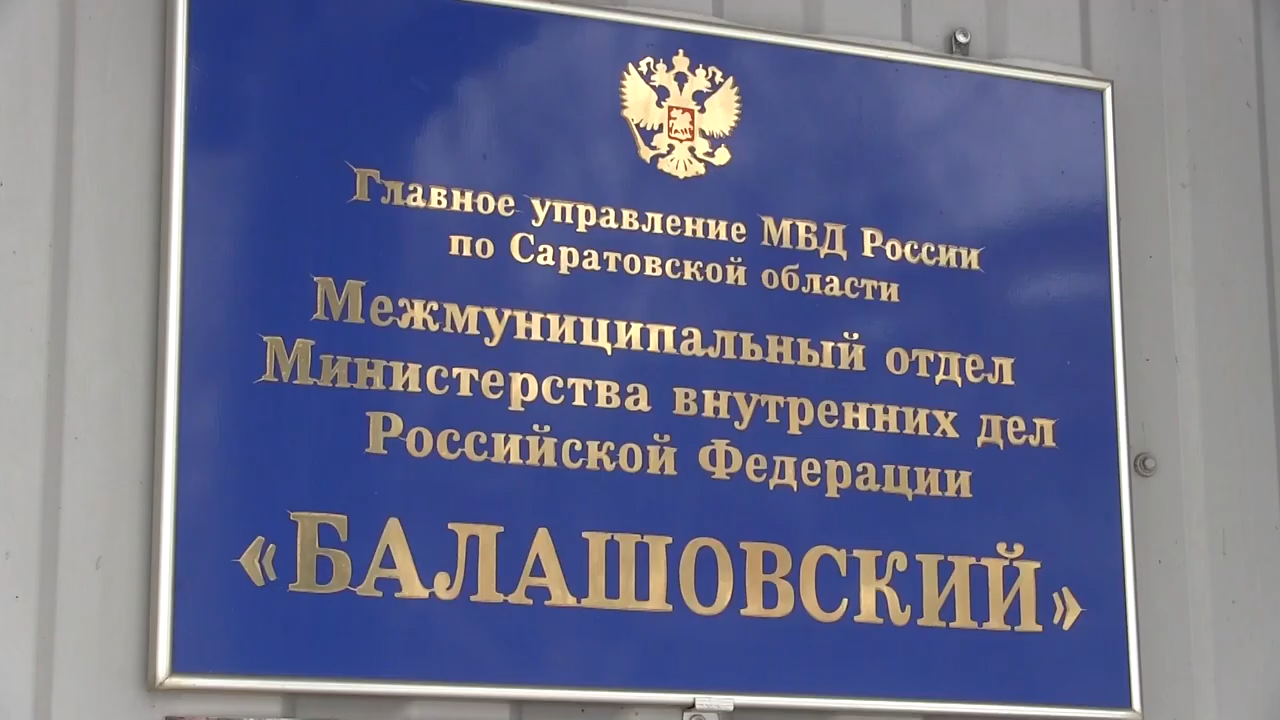 Главное управление МВД России
по Саратовской области
Межмуниципальный отдел
Министерства внутренних дел
Российской Федерации
«БАЛАШОВСКИЙ»